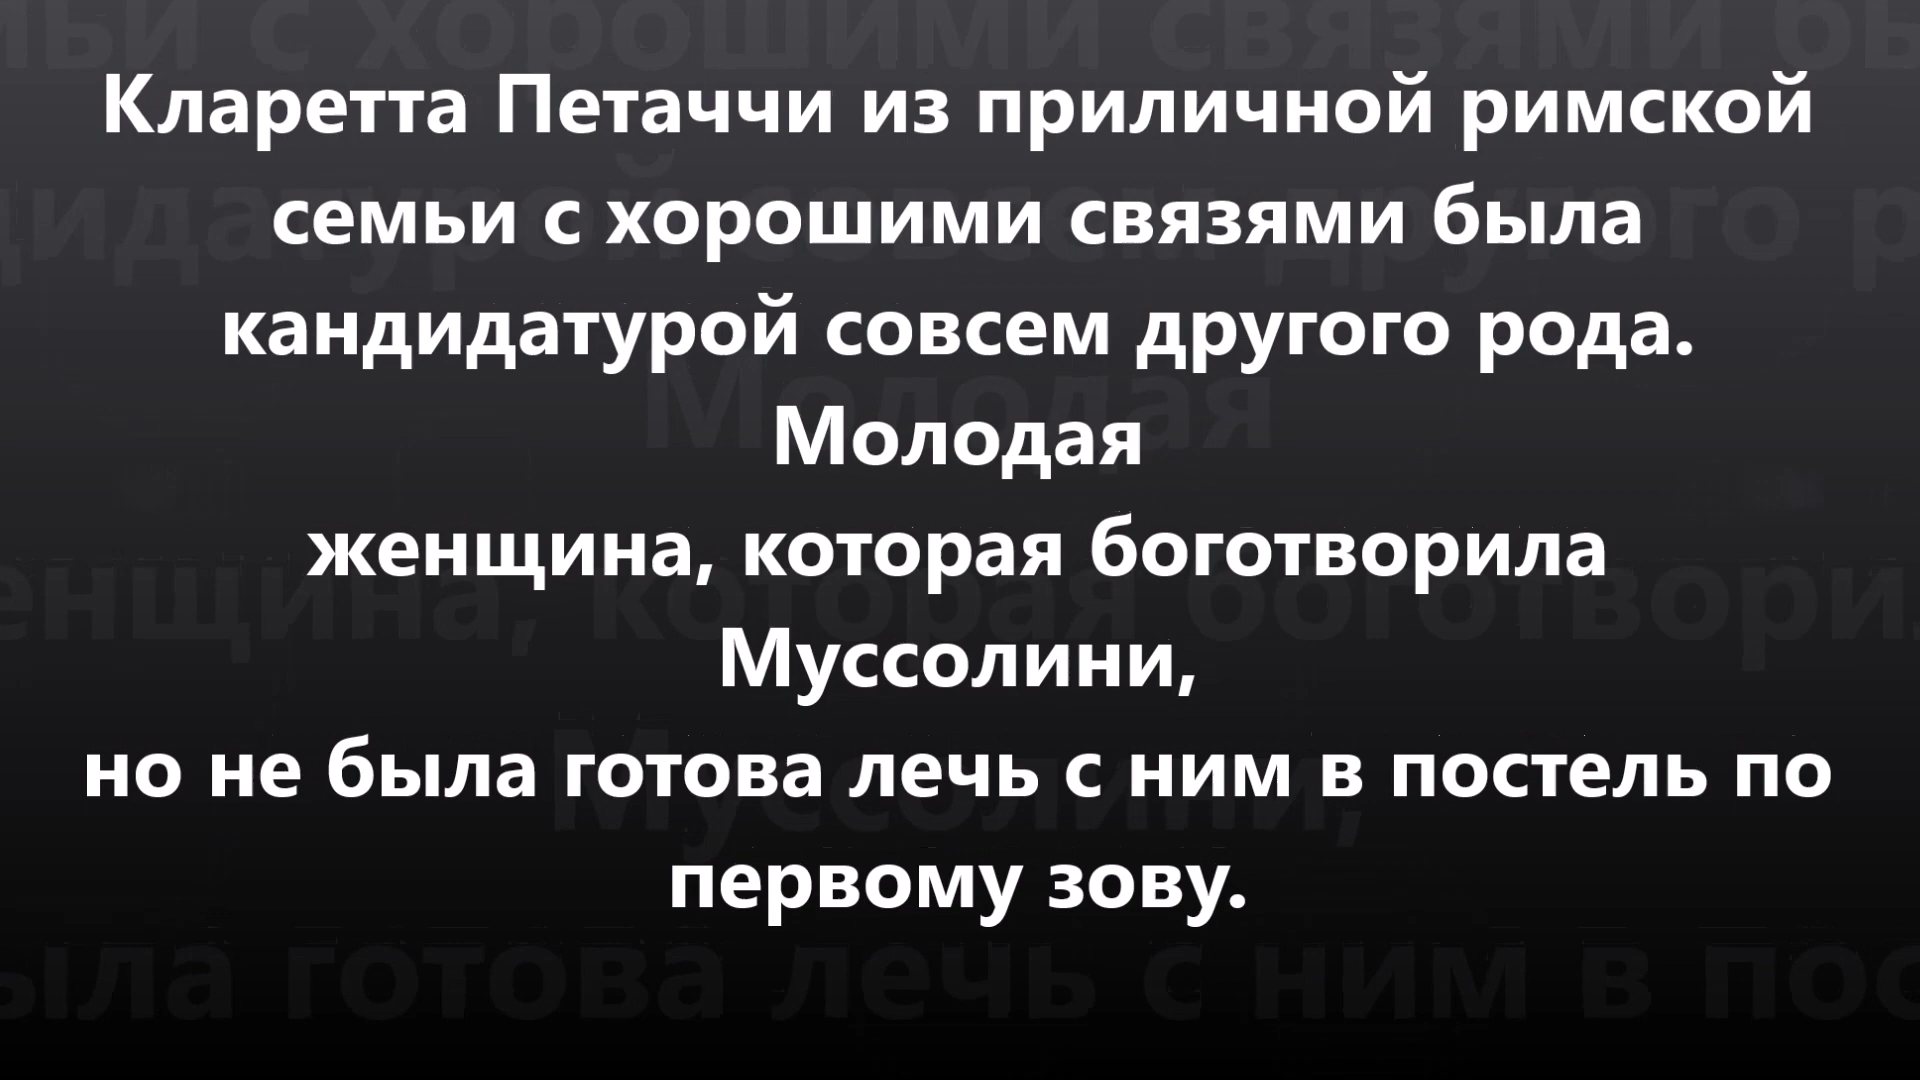 Кларетта Петаччи из приличной римской
семьи с хорошими связями была
кандидатурой совсем другого рода.
Молодая
женщина, которая боготворила
Муссолини,
но не была готова лечь с ним в постель по
первому зову.